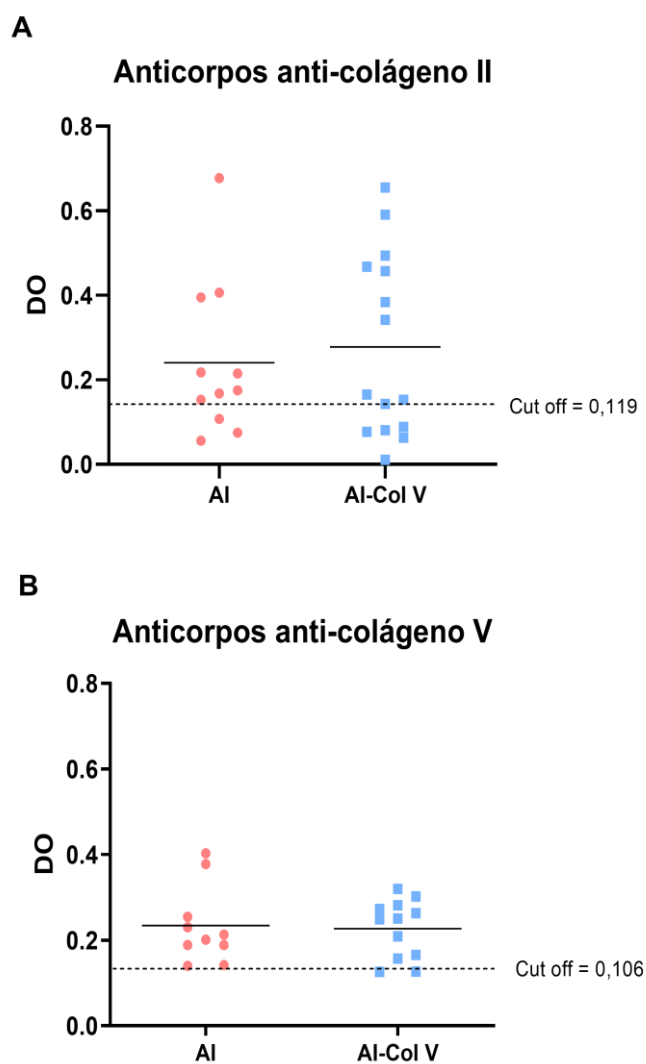 A
Anticorpos anti-colágeno II
0.8
0.6
0.4
0.2
0.0
DO
Cut off = 0,119
AI
AI-Col V
B
Anticorpos anti-colágeno V
0.8
0.6
0.4
0.2
0.0
DO
Cut off = 0,106
AI
AI-Col V